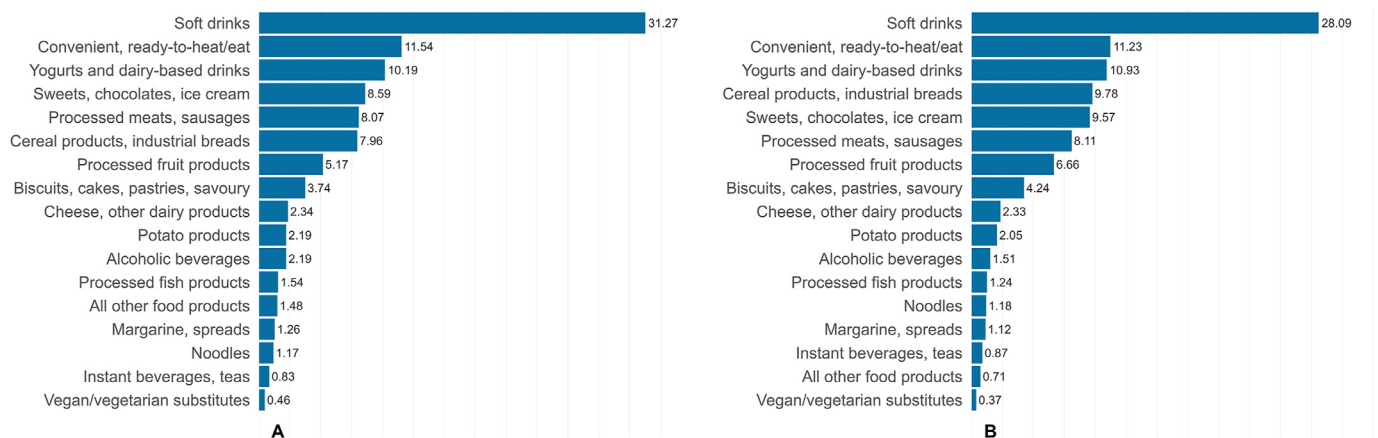 Soft drinks 31.27
Convenient, ready-to-heat/eat 11.54
Yogurts and dairy-based drinks 10.19
Sweets, chocolates, ice cream 8.59
Processed meats, sausages 8.07
Cereal products, industrial breads 7.96
Processed fruit products 5.17
Biscuits, cakes, pastries, savoury 3.74
Cheese, other dairy products 2.34
Potato products 2.19
Alcoholic beverages 2.19
Processed fish products 1.54
All other food products 1.48
Margarine, spreads 1.26
Noodles 1.17
Instant beverages, teas 0.83
Vegan/vegetarian substitutes 0.46
A
Soft drinks 28.09
Convenient, ready-to-heat/eat 11.23
Yogurts and dairy-based drinks 10.93
Cereal products, industrial breads 9.78
Sweets, chocolates, ice cream 9.57
Processed meats, sausages 8.11
Processed fruit products 6.66
Biscuits, cakes, pastries, savoury 4.24
Cheese, other dairy products 2.33
Potato products 2.05
Alcoholic beverages 1.51
Processed fish products 1.24
Noodles 1.18
Margarine, spreads 1.12
Instant beverages, teas 0.87
All other food products 0.71
Vegan/vegetarian substitutes 0.37
B